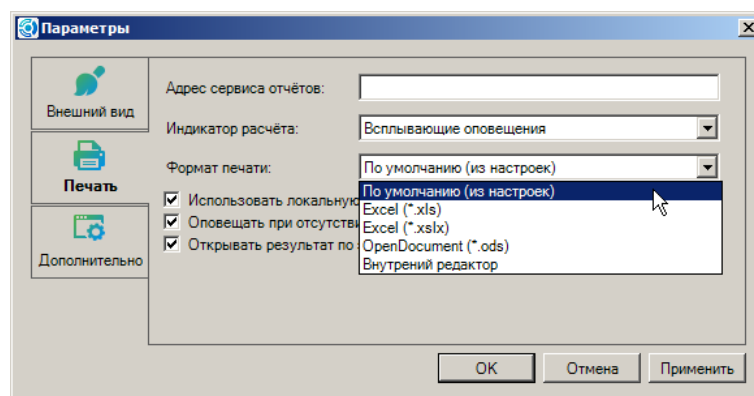 Параметры
Внешний вид
Печать
Дополнительно
Адрес сервиса отчётов:
Индикатор расчёта: Всплывающие оповещения
Формат печати: По умолчанию (из настроек)
По умолчанию (из настроек)
Excel (*.xls)
Excel (*.xslx)
OpenDocument (*.ods)
Внутрений редактор
Использовать локальную
Оповещать при отсутстви
Открывать результат по
OK Отмена Применить